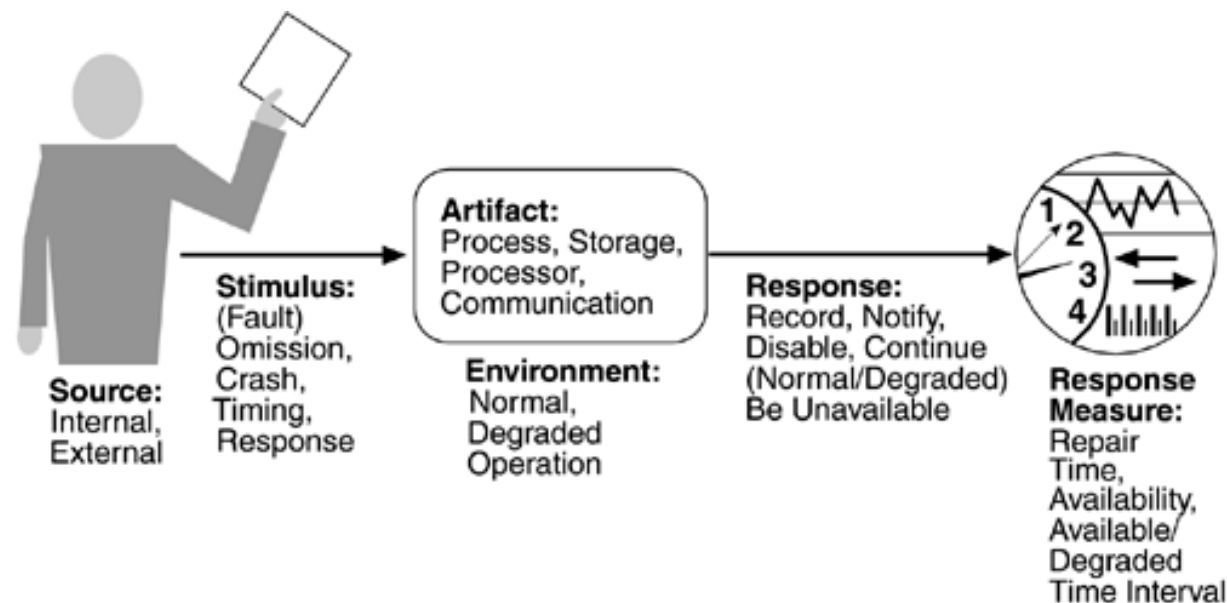 Source:
Internal,
External
Stimulus:
(Fault)
Omission,
Crash,
Timing,
Response
Artifact:
Process, Storage,
Processor,
Communication
Environment:
Normal,
Degraded
Operation
Response:
Record, Notify,
Disable, Continue
(Normal/Degraded)
Be Unavailable
1
2
3
4
Response
Measure:
Repair
Time,
Availability,
Available/
Degraded
Time Interval